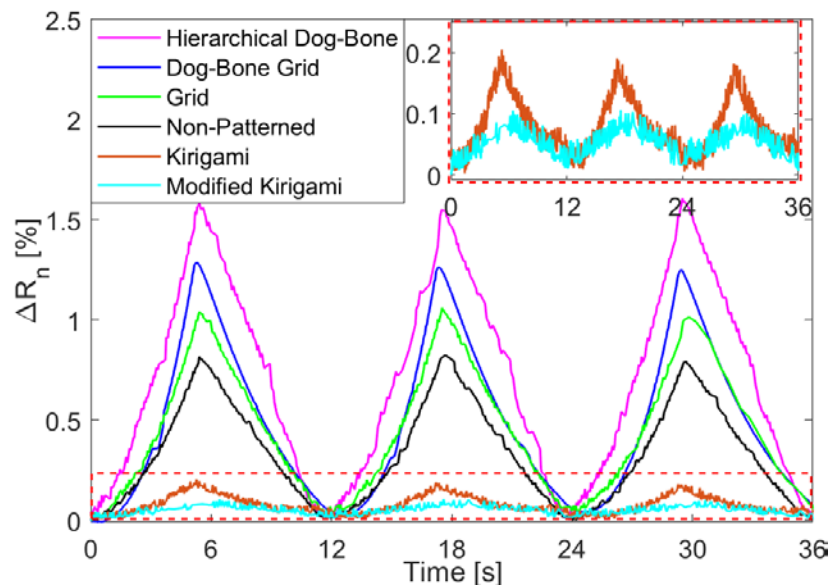 2.5
2
1.5
1
0.5
0
ΔRn [%]
Hierarchical Dog-Bone
Dog-Bone Grid
Grid
Non-Patterned
Kirigami
Modified Kirigami
0.2
0.1
0
0 12 24 36
0 6 12 18 24 30 36
Time [s]